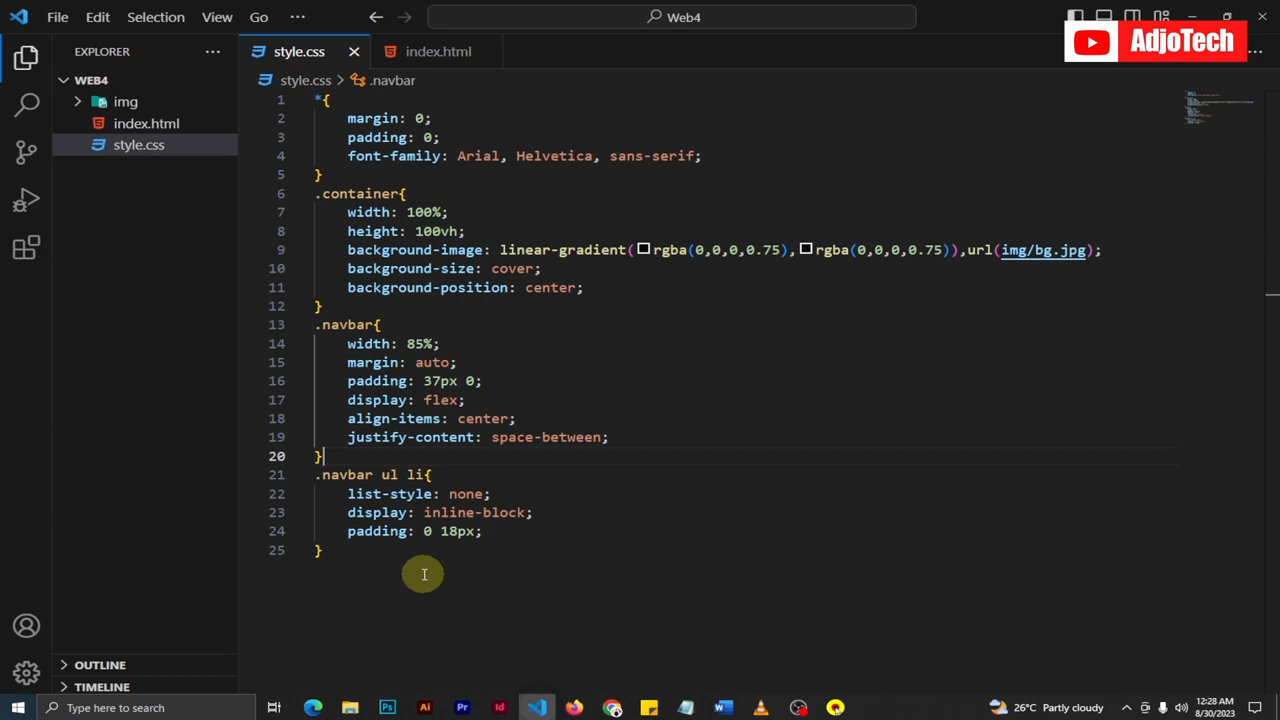 File Edit Selection View Go ··· Web4
AdjoTech
EXPLORER ···
style.css
index.html
WEB4
style.css > .navbar
img
index.html
style.css
1 *{
2 margin: 0;
3 padding: 0;
4 font-family: Arial, Helvetica, sans-serif;
5 }
6 .container{
7 width: 100%;
8 height: 100vh;
9 background-image: linear-gradient(rgba(0,0,0,0.75),rgba(0,0,0,0.75)),url(img/bg.jpg);
10 background-size: cover;
11 background-position: center;
12 }
13 .navbar{
14 width: 85%;
15 margin: auto;
16 padding: 37px 0;
17 display: flex;
18 align-items: center;
19 justify-content: space-between;
20 }
21 .navbar ul li{
22 list-style: none;
23 display: inline-block;
24 padding: 0 18px;
25 }
OUTLINE
TIMELINE
Type here to search
Ps
Ai
Pr
Id
26°C Partly cloudy
12:28 AM
8/30/2023